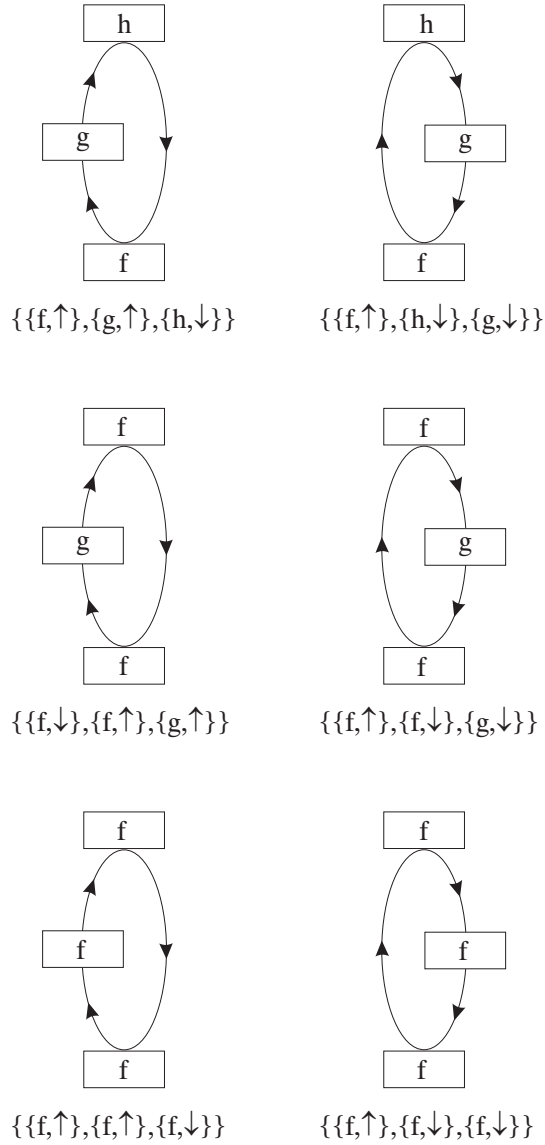 h h
g g
f f
{{f,↑},{g,↑},{h,↓}} {{f,↑},{h,↓},{g,↓}}
f f
g g
f f
{{f,↓},{f,↑},{g,↑}} {{f,↑},{f,↓},{g,↓}}
f f
f f
f f
{{f,↑},{f,↑},{f,↓}} {{f,↑},{f,↓},{f,↓}}